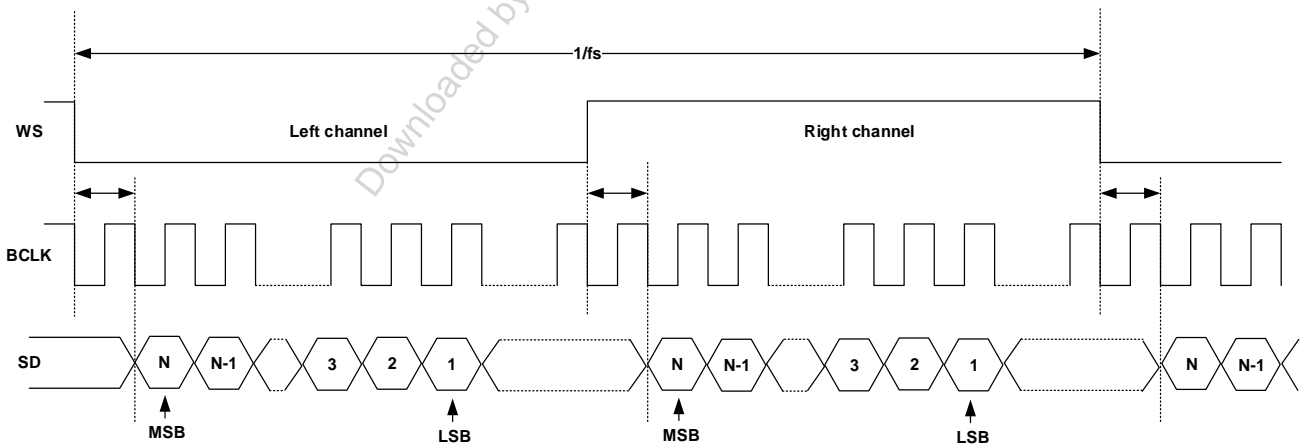 Downloaded by
1/fs
WS
Left channel
Right channel
BCLK
SD
N
N-1
3
2
1
N
N-1
3
2
1
N
N-1
MSB
LSB
MSB
LSB